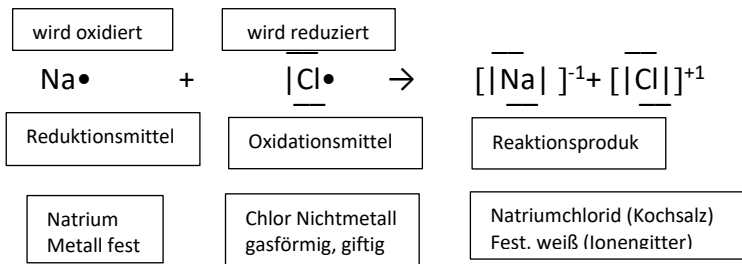 wird oxidiert wird reduziert
Na• + |Cl• → [|Na| ]-1+ [|Cl|]+1
Reduktionsmittel Oxidationsmittel Reaktionsproduk
Natrium
Metall fest
Chlor Nichtmetall
gasförmig, giftig
Natriumchlorid (Kochsalz)
Fest. weiß (Ionengitter)